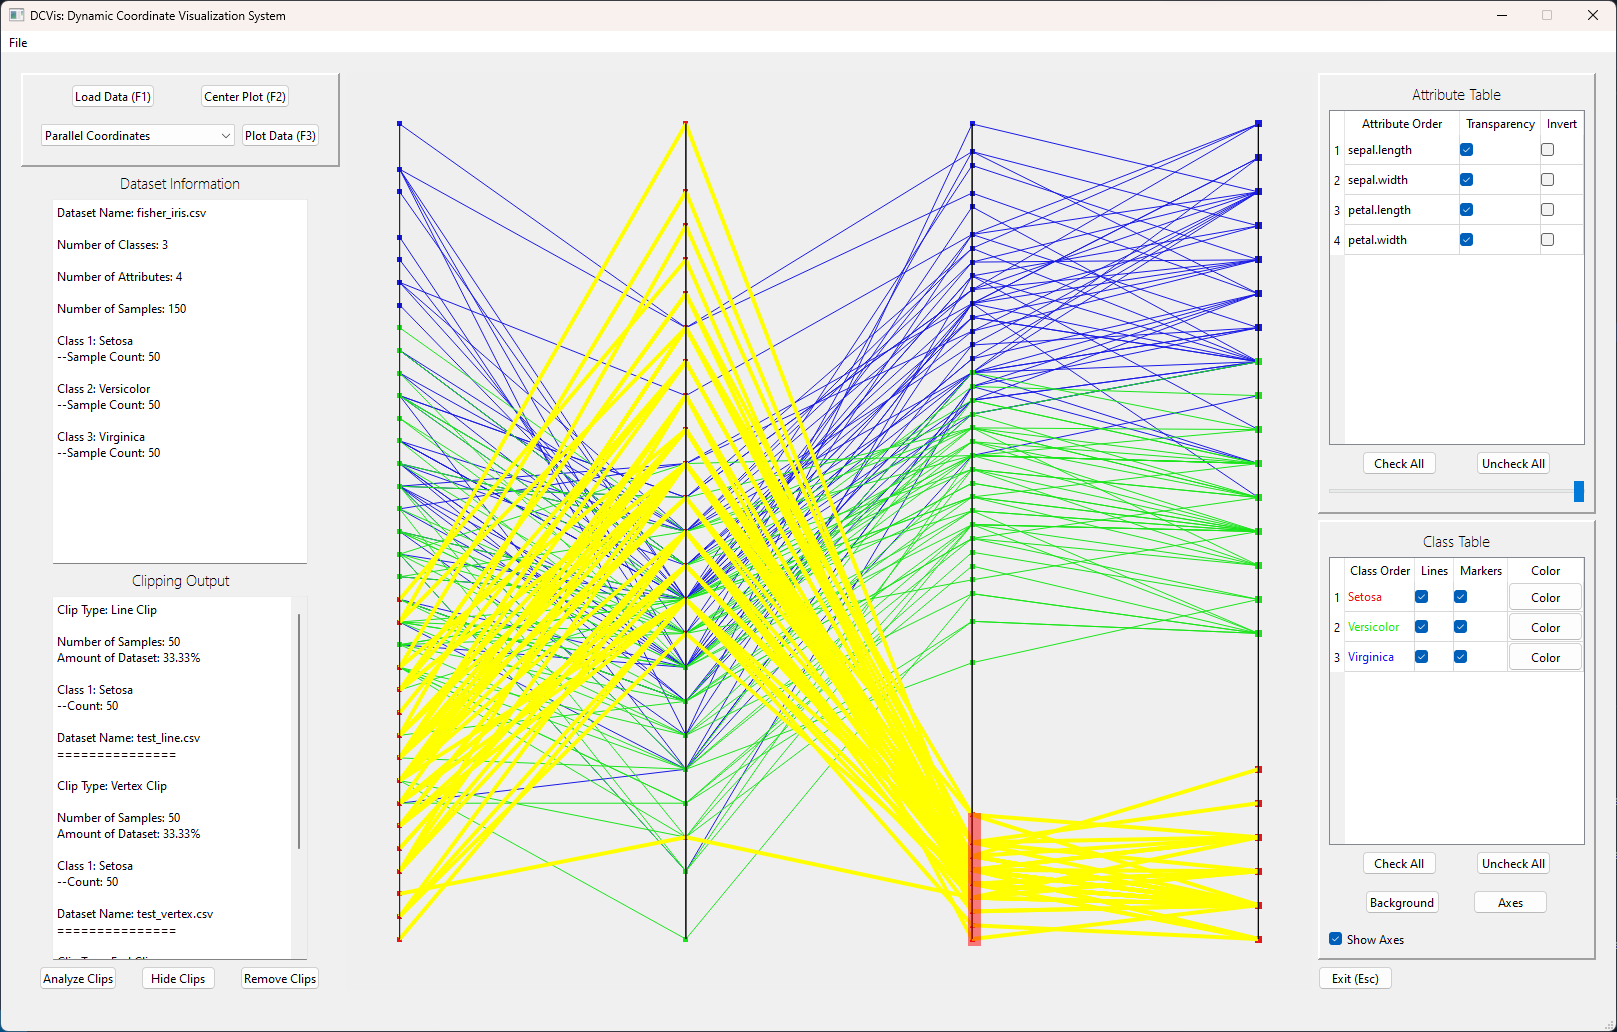 DCVis: Dynamic Coordinate Visualization System
File
Load Data (F1)
Center Plot (F2)
Parallel Coordinates
Plot Data (F3)
Dataset Information
Dataset Name: fisher_iris.csv
Number of Classes: 3
Number of Attributes: 4
Number of Samples: 150
Class 1: Setosa
--Sample Count: 50
Class 2: Versicolor
--Sample Count: 50
Class 3: Virginica
--Sample Count: 50
Clipping Output
Clip Type: Line Clip
Number of Samples: 50
Amount of Dataset: 33.33%
Class 1: Setosa
--Count: 50
Dataset Name: test_line.csv
===============
Clip Type: Vertex Clip
Number of Samples: 50
Amount of Dataset: 33.33%
Class 1: Setosa
--Count: 50
Dataset Name: test_vertex.csv
===============
Analyze Clips
Hide Clips
Remove Clips
Attribute Table
Attribute Order Transparency Invert
1 sepal.length
2 sepal.width
3 petal.length
4 petal.width
Check All
Uncheck All
Class Table
Class Order Lines Markers Color
1 Setosa Color
2 Versicolor Color
3 Virginica Color
Check All
Uncheck All
Background
Axes
Show Axes
Exit (Esc)